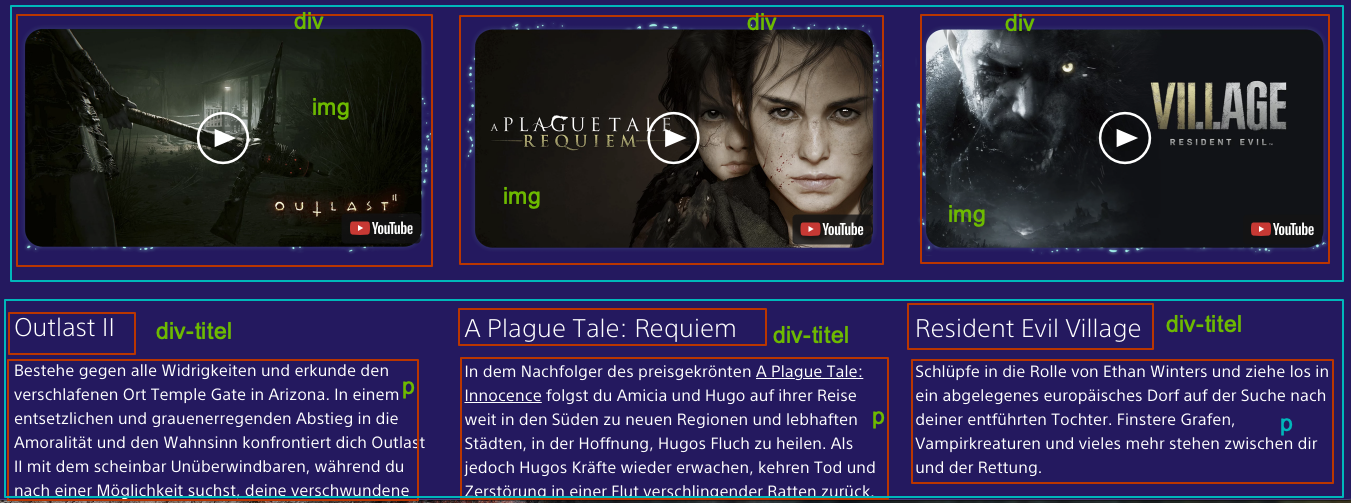 div
div
div
img
OUTLAST II
YouTube
A PLAGUE TALE
REQUIEM
img
YouTube
VILLAGE
RESIDENT EVIL™
img
YouTube
Outlast II
div-titel
Bestehe gegen alle Widrigkeiten und erkunde den
verschlafenen Ort Temple Gate in Arizona. In einem
entsetzlichen und grauenerregenden Abstieg in die
Amoralität und den Wahnsinn konfrontiert dich Outlast
II mit dem scheinbar Unüberwindbaren, während du
nach einer Möglichkeit suchst, deine verschwundene
p
A Plague Tale: Requiem
div-titel
In dem Nachfolger des preisgekrönten A Plague Tale:
Innocence folgst du Amicia und Hugo auf ihrer Reise
weit in den Süden zu neuen Regionen und lebhaften
Städten, in der Hoffnung, Hugos Fluch zu heilen. Als
jedoch Hugos Kräfte wieder erwachen, kehren Tod und
Zerstörung in einer Flut verschlingender Ratten zurück.
p
Resident Evil Village
div-titel
Schlüpfe in die Rolle von Ethan Winters und ziehe los in
ein abgelegenes europäisches Dorf auf der Suche nach
deiner entführten Tochter. Finstere Grafen,
Vampirkreaturen und vieles mehr stehen zwischen dir
und der Rettung.
p